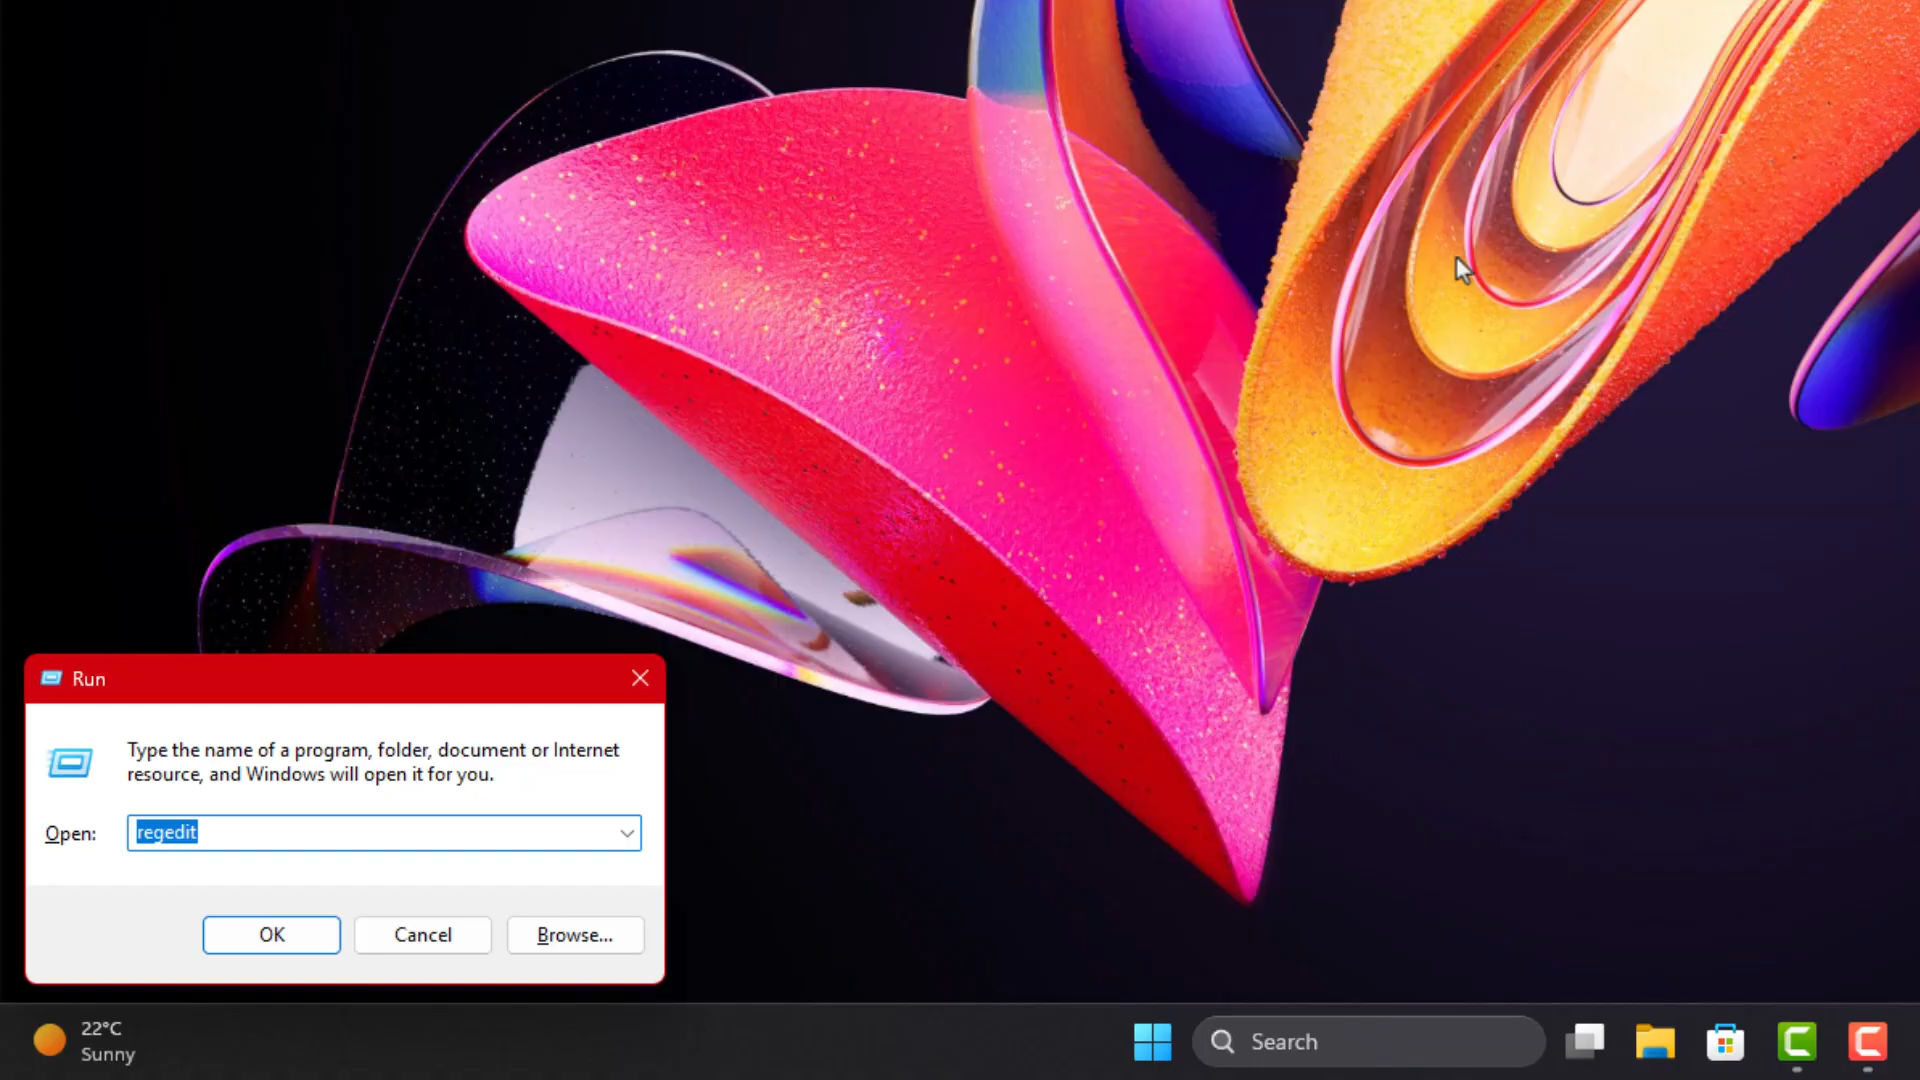 Run
Type the name of a program, folder, document or Internet
resource, and Windows will open it for you.
Open:
regedit
OK
Cancel
Browse...
22°C
Sunny
Search